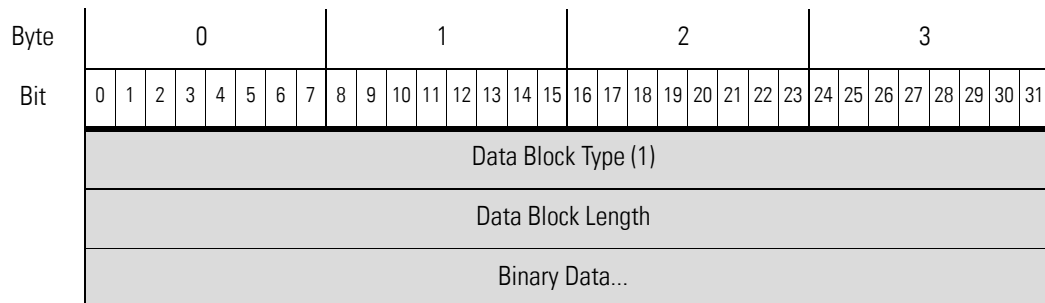 Byte 0 1 2 3
Bit 0 1 2 3 4 5 6 7 8 9 10 11 12 13 14 15 16 17 18 19 20 21 22 23 24 25 26 27 28 29 30 31
Data Block Type (1)
Data Block Length
Binary Data...